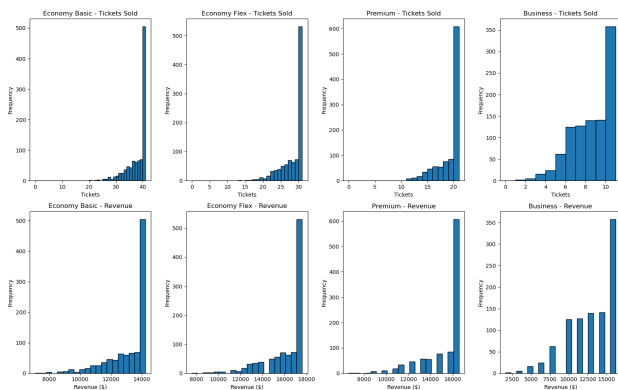 Economy Basic - Tickets Sold
Economy Flex - Tickets Sold
Premium - Tickets Sold
Business - Tickets Sold
Frequency
500
400
300
200
100
0
0 10 20 30 40
Tickets
Frequency
500
400
300
200
100
0
0 5 10 15 20 25 30
Tickets
Frequency
600
500
400
300
200
100
0
0 5 10 15 20
Tickets
Frequency
350
300
250
200
150
100
50
0
0 2 4 6 8 10
Tickets
Economy Basic - Revenue
Economy Flex - Revenue
Premium - Revenue
Business - Revenue
Frequency
500
400
300
200
100
0
8000 10000 12000 14000
Revenue ($)
Frequency
500
400
300
200
100
0
8000 10000 12000 14000 16000 18000
Revenue ($)
Frequency
600
500
400
300
200
100
0
8000 10000 12000 14000 16000
Revenue ($)
Frequency
350
300
250
200
150
100
50
0
2500 5000 7500 10000 12500 15000
Revenue ($)